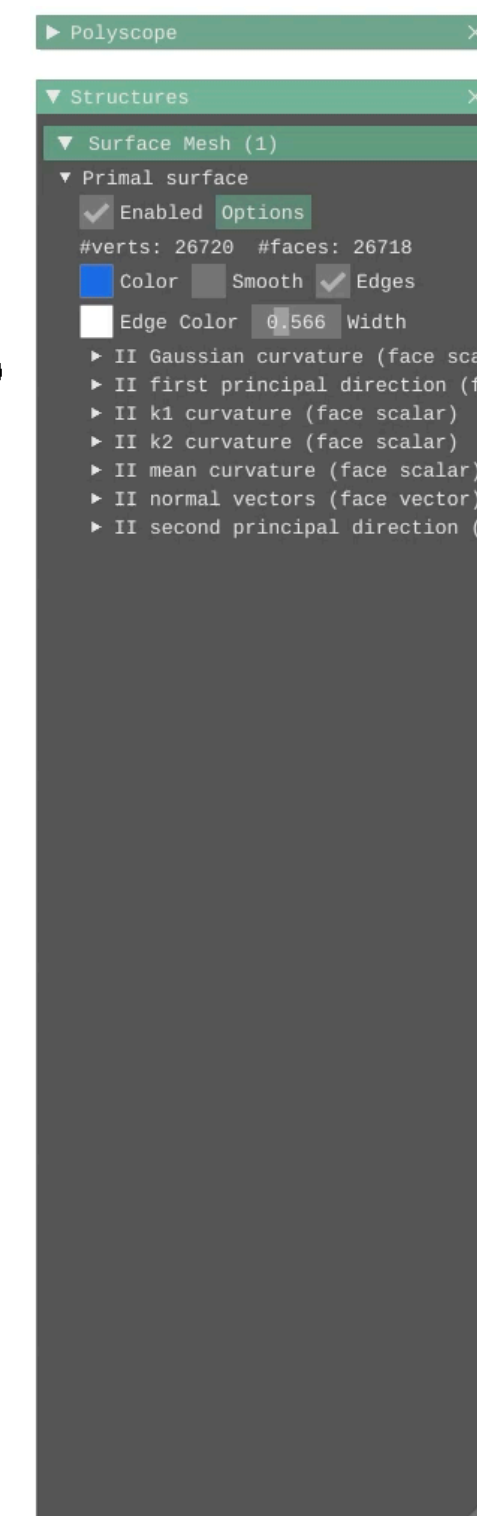 Polyscope
Structures
Surface Mesh (1)
Primal surface
Enabled Options
#verts: 26720 #faces: 26718
Color Smooth Edges
Edge Color 0.566 Width
II Gaussian curvature (face sca
II first principal direction (f
II k1 curvature (face scalar)
II k2 curvature (face scalar)
II mean curvature (face scalar)
II normal vectors (face vector)
II second principal direction (